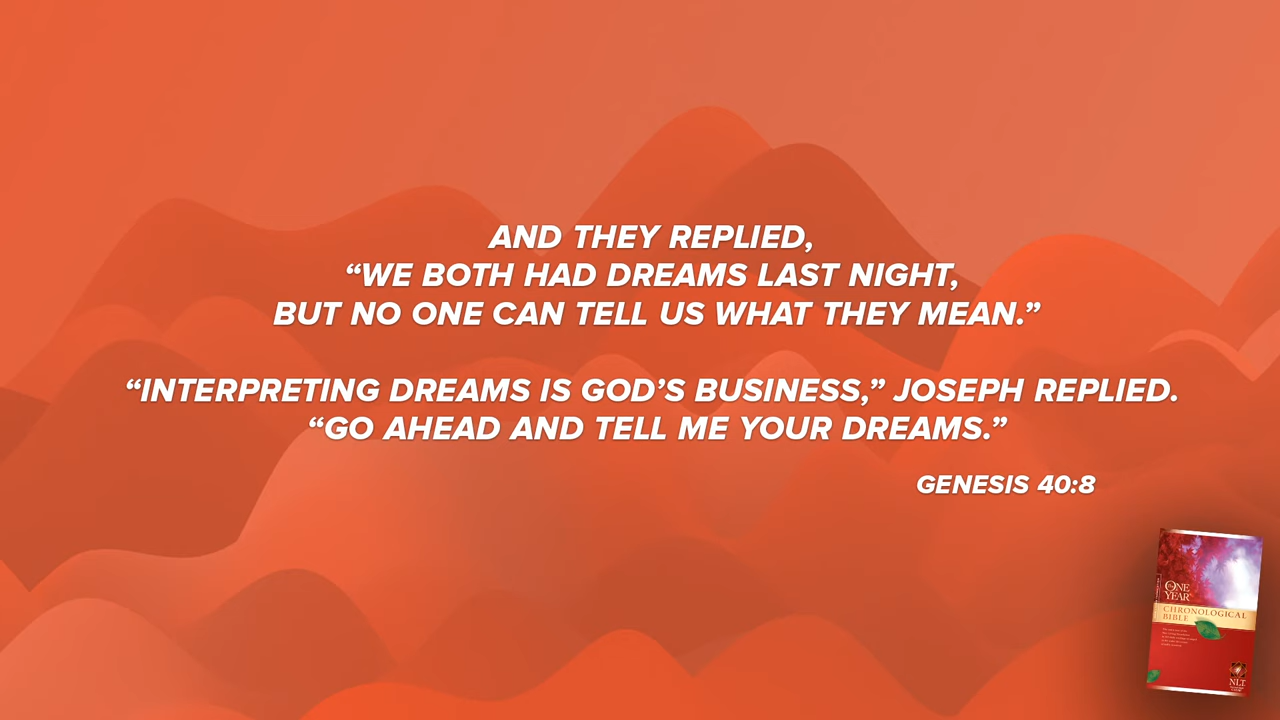 AND THEY REPLIED,
“WE BOTH HAD DREAMS LAST NIGHT,
BUT NO ONE CAN TELL US WHAT THEY MEAN.”
“INTERPRETING DREAMS IS GOD’S BUSINESS,” JOSEPH REPLIED.
“GO AHEAD AND TELL ME YOUR DREAMS.”
GENESIS 40:8
ONE
YEAR
CHRONOLOGICAL
BIBLE
NLT